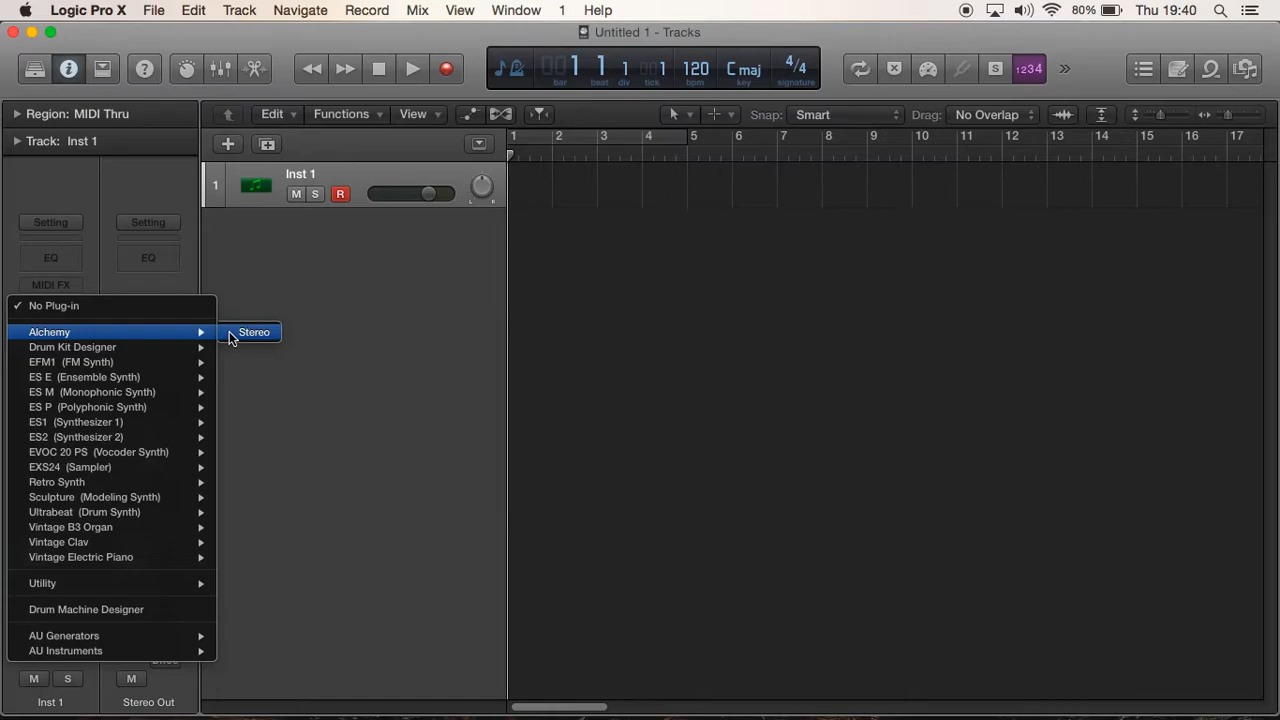 Logic Pro X File Edit Track Navigate Record Mix View Window 1 Help 80% Thu 19:40
Untitled 1 - Tracks
1 1 1 1 120 C maj 4/4
bar beat div tick bpm key signature
S 1234
Region: MIDI Thru Edit Functions View Snap: Smart Drag: No Overlap
Track: Inst 1
1 2 3 4 5 6 7 8 9 10 11 12 13 14 15 16 17
1 Inst 1
M S R L R
Setting Setting
EQ EQ
MIDI FX
✓ No Plug-in
Alchemy Stereo
Drum Kit Designer
EFM1 (FM Synth)
ES E (Ensemble Synth)
ES M (Monophonic Synth)
ES P (Polyphonic Synth)
ES1 (Synthesizer 1)
ES2 (Synthesizer 2)
EVOC 20 PS (Vocoder Synth)
EXS24 (Sampler)
Retro Synth
Sculpture (Modeling Synth)
Ultrabeat (Drum Synth)
Vintage B3 Organ
Vintage Clav
Vintage Electric Piano
Utility
Drum Machine Designer
AU Generators
AU Instruments
M S M
Inst 1 Stereo Out